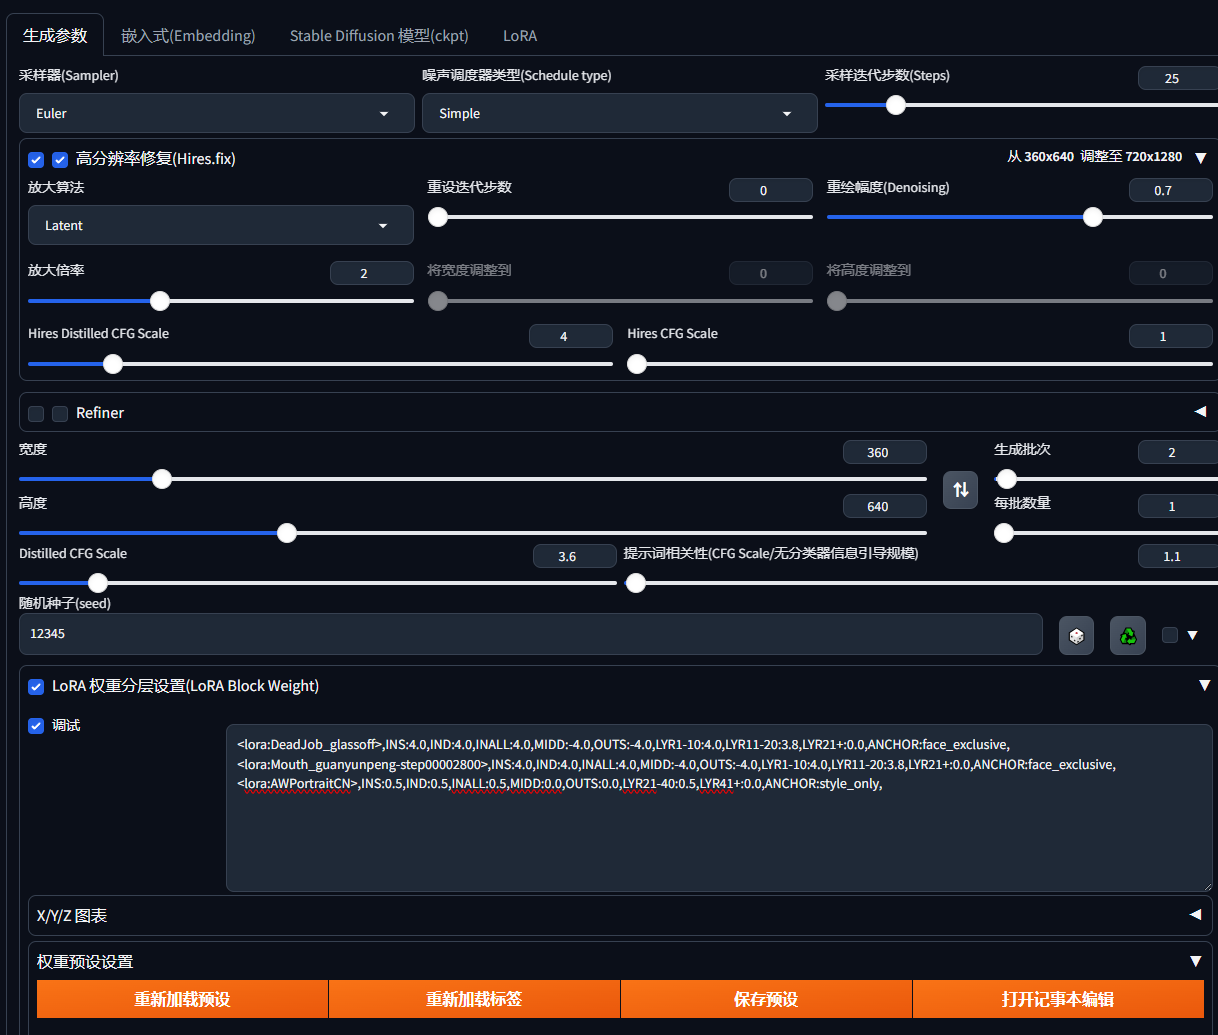 生成参数 嵌入式(Embedding) Stable Diffusion 模型(ckpt) LoRA
采样器(Sampler) 噪声调度器类型(Schedule type) 采样迭代步数(Steps) 25
Euler Simple
高分辨率修复(Hires.fix) 从 360x640 调整至 720x1280
放大算法 重设迭代步数 0 重绘幅度(Denoising) 0.7
Latent
放大倍率 2 将宽度调整到 0 将高度调整到 0
Hires Distilled CFG Scale 4 Hires CFG Scale 1
Refiner
宽度 360 生成批次 2
高度 640 每批数量 1
Distilled CFG Scale 3.6 提示词相关性(CFG Scale/无分类器信息引导规模) 1.1
随机种子(seed)
12345
LoRA 权重分层设置(LoRA Block Weight)
调试
<lora:DeadJob_glassoff>,INS:4.0,IND:4.0,INALL:4.0,MIDD:-4.0,OUTS:-4.0,LYR1-10:4.0,LYR11-20:3.8,LYR21+:0.0,ANCHOR:face_exclusive,
<lora:Mouth_guanyunpeng-step00002800>,INS:4.0,IND:4.0,INALL:4.0,MIDD:-4.0,OUTS:-4.0,LYR1-10:4.0,LYR11-20:3.8,LYR21+:0.0,ANCHOR:face_exclusive,
<lora:AWPortraitCN>,INS:0.5,IND:0.5,INALL:0.5,MIDD:0.0,OUTS:0.0,LYR21-40:0.5,LYR41+:0.0,ANCHOR:style_only,
X/Y/Z 图表
权重预设设置
重新加载预设 重新加载标签 保存预设 打开记事本编辑